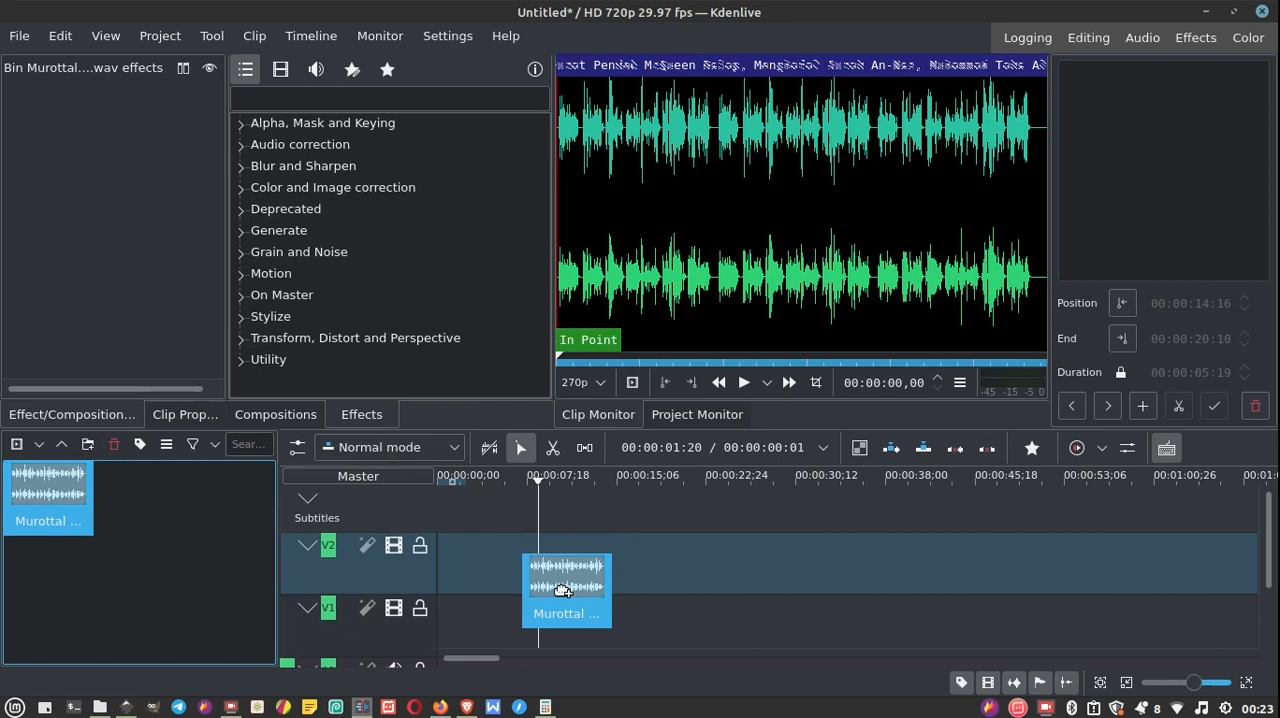 Untitled* / HD 720p 29.97 fps — Kdenlive
File Edit View Project Tool Clip Timeline Monitor Settings Help
Logging Editing Audio Effects Color
Bin Murottal....wav effects
Alpha, Mask and Keying
Audio correction
Blur and Sharpen
Color and Image correction
Deprecated
Generate
Grain and Noise
Motion
On Master
Stylize
Transform, Distort and Perspective
Utility
In Point
Position 00:00:14:16
End 00:00:20:10
Duration 00:00:05:19
270p 00:00:00,00 -45 -15 -5 0
Effect/Composition... Clip Prop... Compositions Effects Clip Monitor Project Monitor
Sear... Normal mode 00:00:01:20 / 00:00:00:01
Master 00:00:00:00 00:00:07:18 00:00:15;06 00:00:22;24 00:00:30;12 00:00:38;00 00:00:45;18 00:00:53;06 00:01:00;26
Murottal ...
Subtitles
V2
V1
Murottal ...
8 00:23